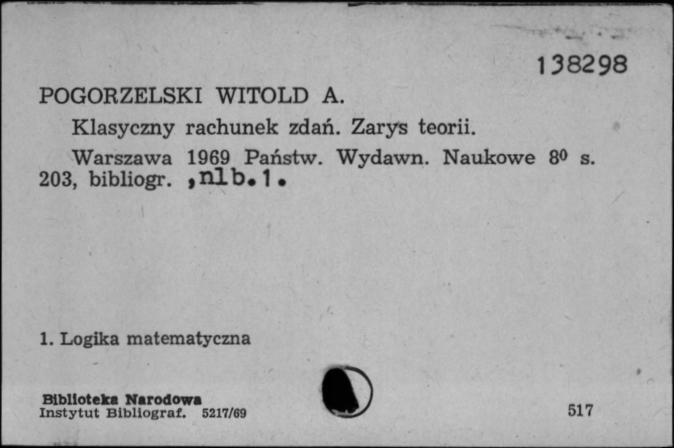 138298
POGORZELSKI WITOLD A.
Klasyczny rachunek zdań. Zarys teorii.
Warszawa 1969 Państw. Wydawn. Naukowe 8⁰ s.
203, bibliogr. ,nlb.1.
1. Logika matematyczna
Biblioteka Narodowa
Instytut Bibliograf. 5217/69
517